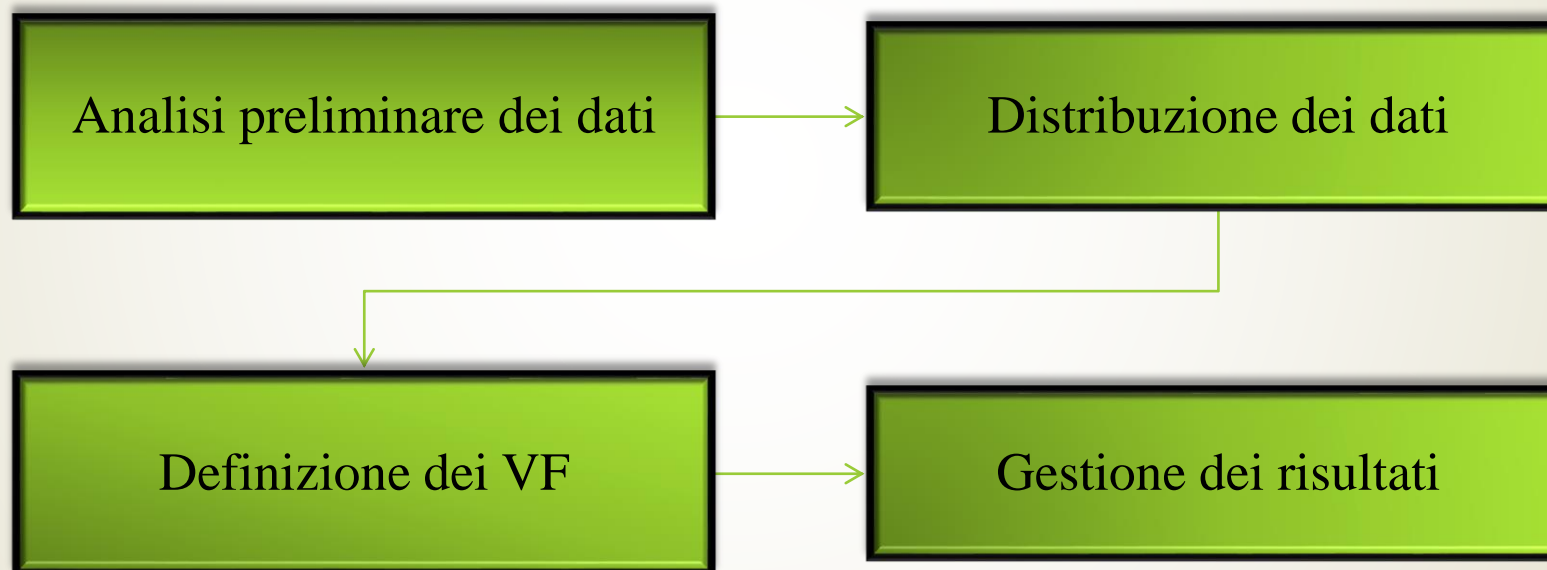 Analisi preliminare dei dati
Distribuzione dei dati
Definizione dei VF
Gestione dei risultati